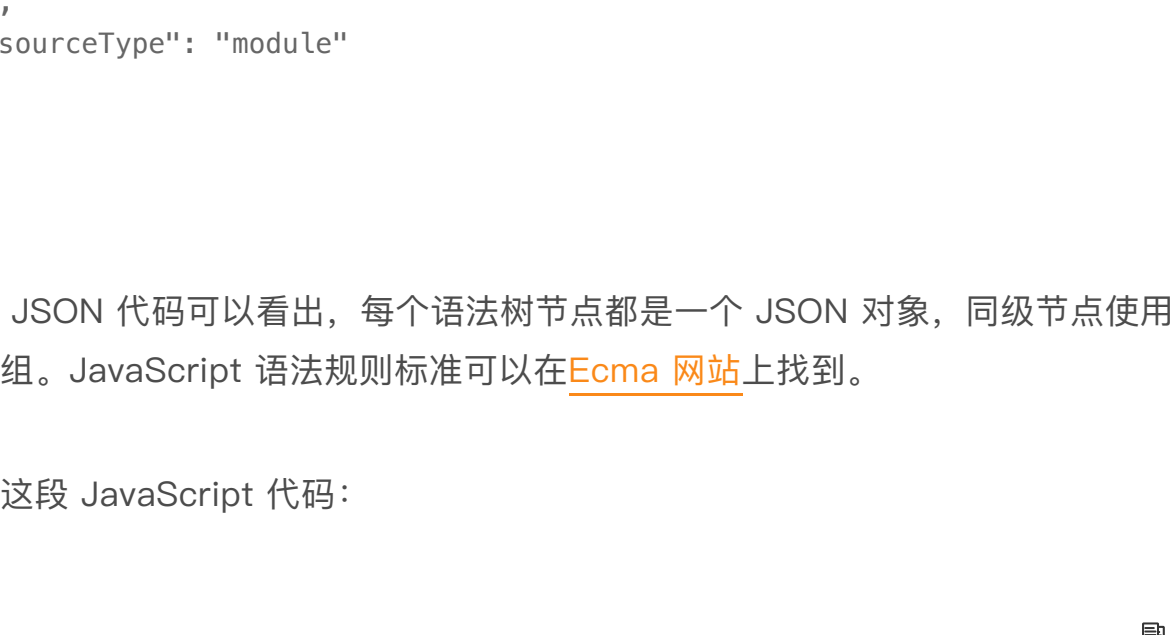 ,
sourceType": "module"
JSON 代码可以看出，每个语法树节点都是一个 JSON 对象，同级节点使用
组。JavaScript 语法规则标准可以在Ecma 网站上找到。
这段 JavaScript 代码：